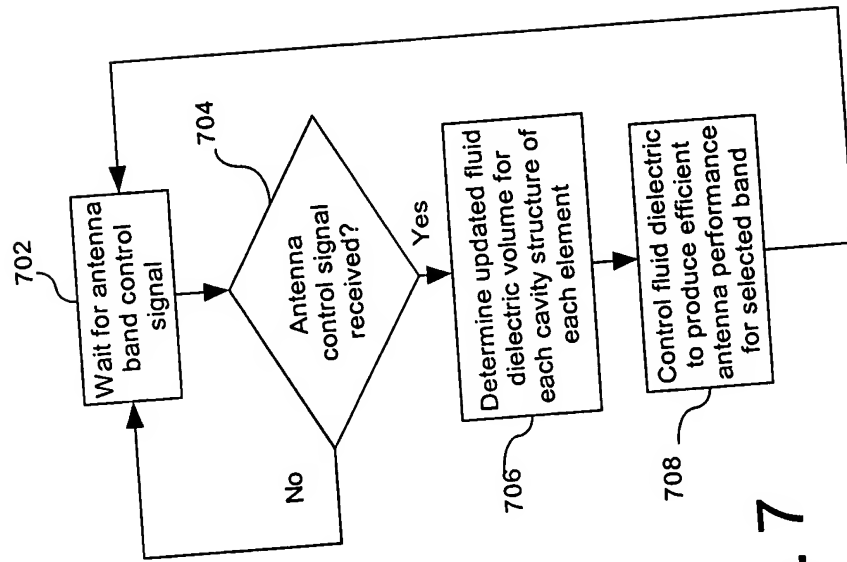 702
Wait for antenna
band control
signal
704
Antenna
control signal
received?
No
Yes
Determine updated fluid
dielectric volume for
each cavity structure of
each element
706
Control fluid dielectric
to produce efficient
antenna performance
for selected band
708
. 7